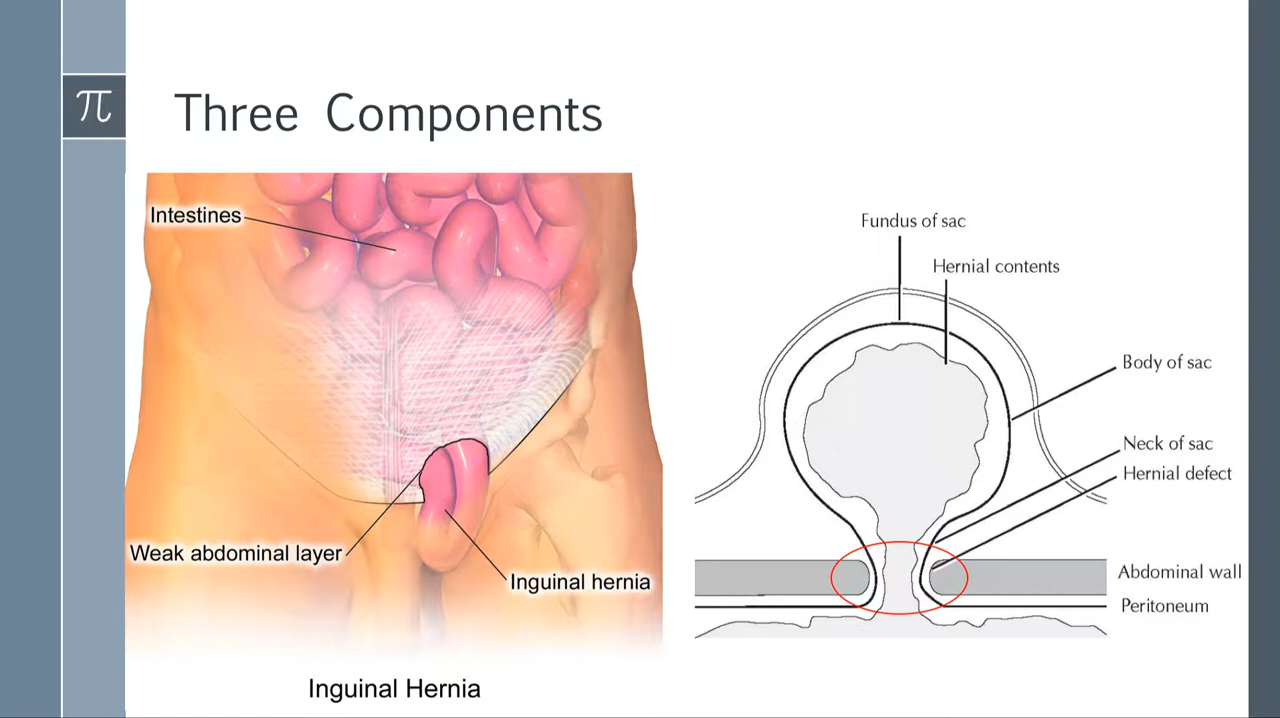 π
Three Components
Intestines
Weak abdominal layer
Inguinal hernia
Inguinal Hernia
Fundus of sac
Hernial contents
Body of sac
Neck of sac
Hernial defect
Abdominal wall
Peritoneum